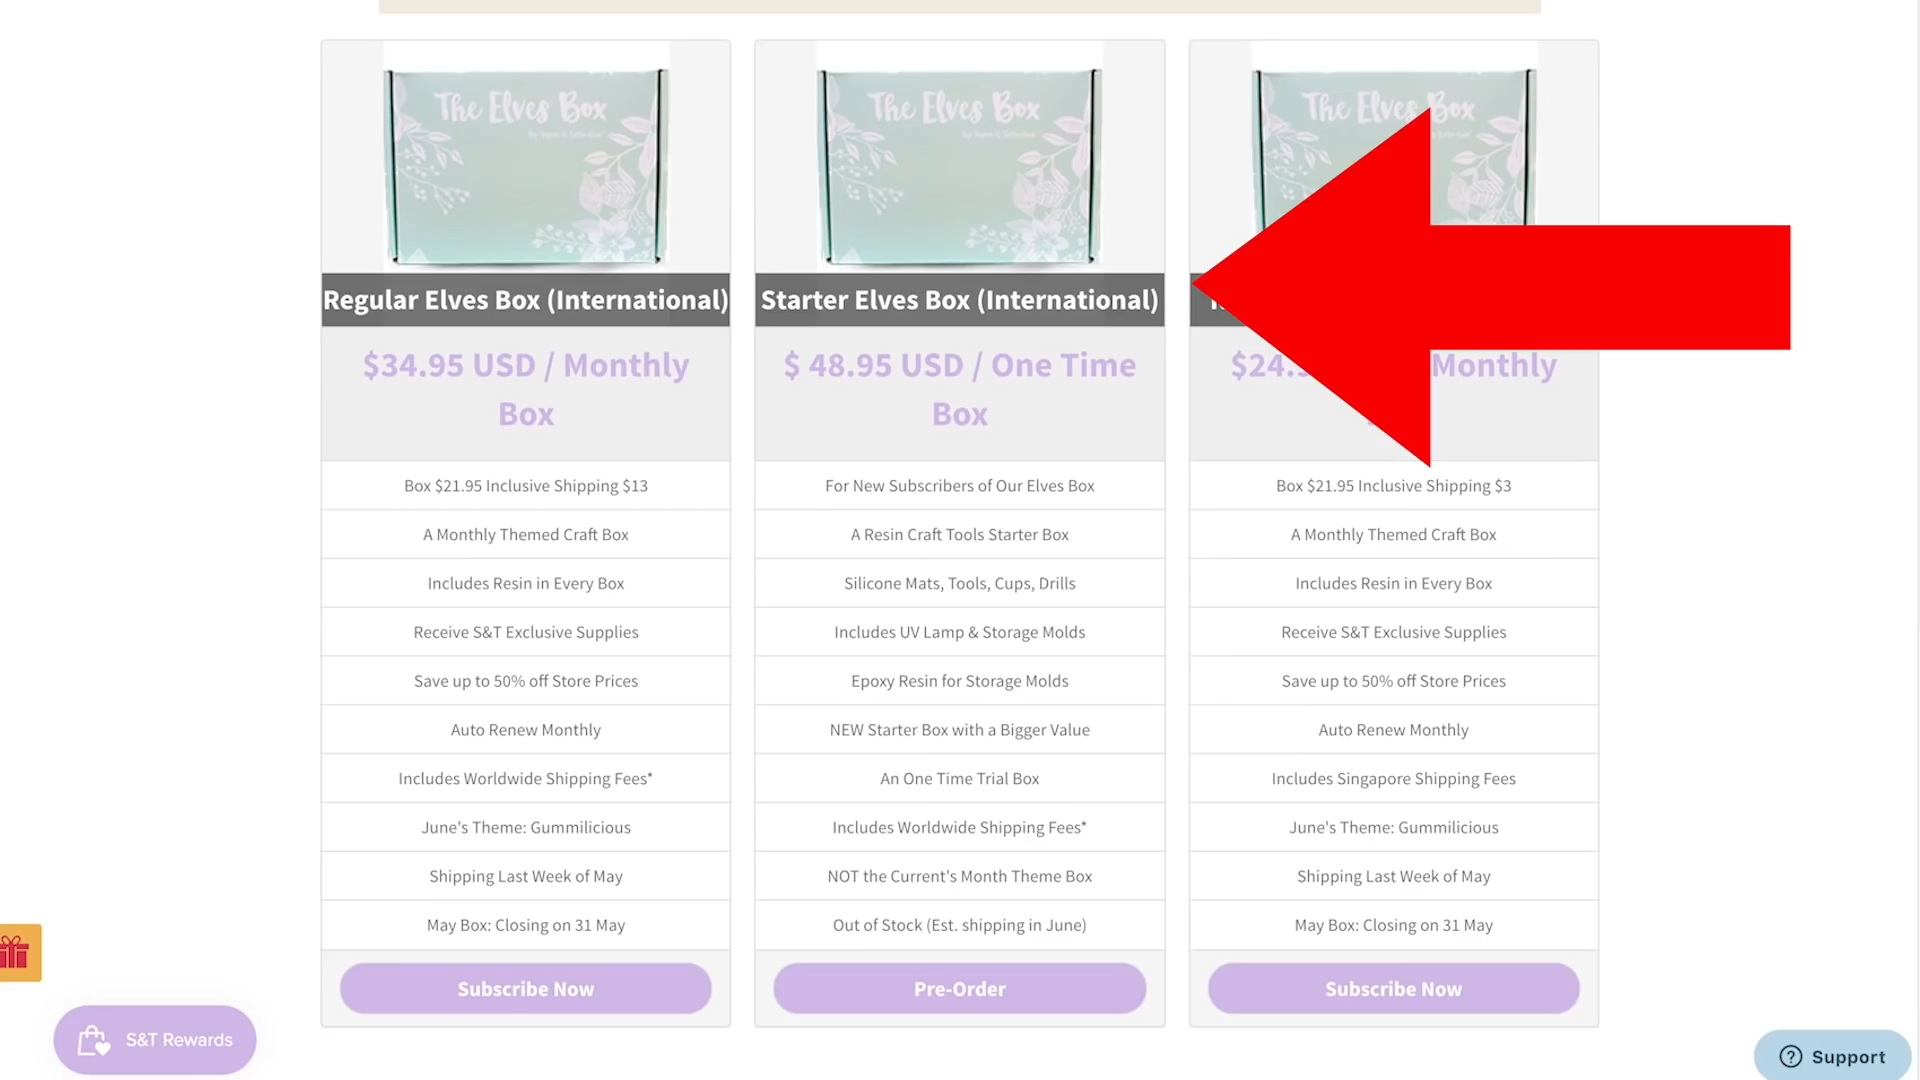 The Elves Box
Regular Elves Box (International)
$34.95 USD / Monthly
Box
Box $21.95 Inclusive Shipping $13
A Monthly Themed Craft Box
Includes Resin in Every Box
Receive S&T Exclusive Supplies
Save up to 50% off Store Prices
Auto Renew Monthly
Includes Worldwide Shipping Fees*
June's Theme: Gummilicious
Shipping Last Week of May
May Box: Closing on 31 May
Subscribe Now
The Elves Box
Starter Elves Box (International)
$ 48.95 USD / One Time
Box
For New Subscribers of Our Elves Box
A Resin Craft Tools Starter Box
Silicone Mats, Tools, Cups, Drills
Includes UV Lamp & Storage Molds
Epoxy Resin for Storage Molds
NEW Starter Box with a Bigger Value
An One Time Trial Box
Includes Worldwide Shipping Fees*
NOT the Current's Month Theme Box
Out of Stock (Est. shipping in June)
Pre-Order
The Elves Box
$24. Monthly
Box $21.95 Inclusive Shipping $3
A Monthly Themed Craft Box
Includes Resin in Every Box
Receive S&T Exclusive Supplies
Save up to 50% off Store Prices
Auto Renew Monthly
Includes Singapore Shipping Fees
June's Theme: Gummilicious
Shipping Last Week of May
May Box: Closing on 31 May
Subscribe Now
S&T Rewards
Support